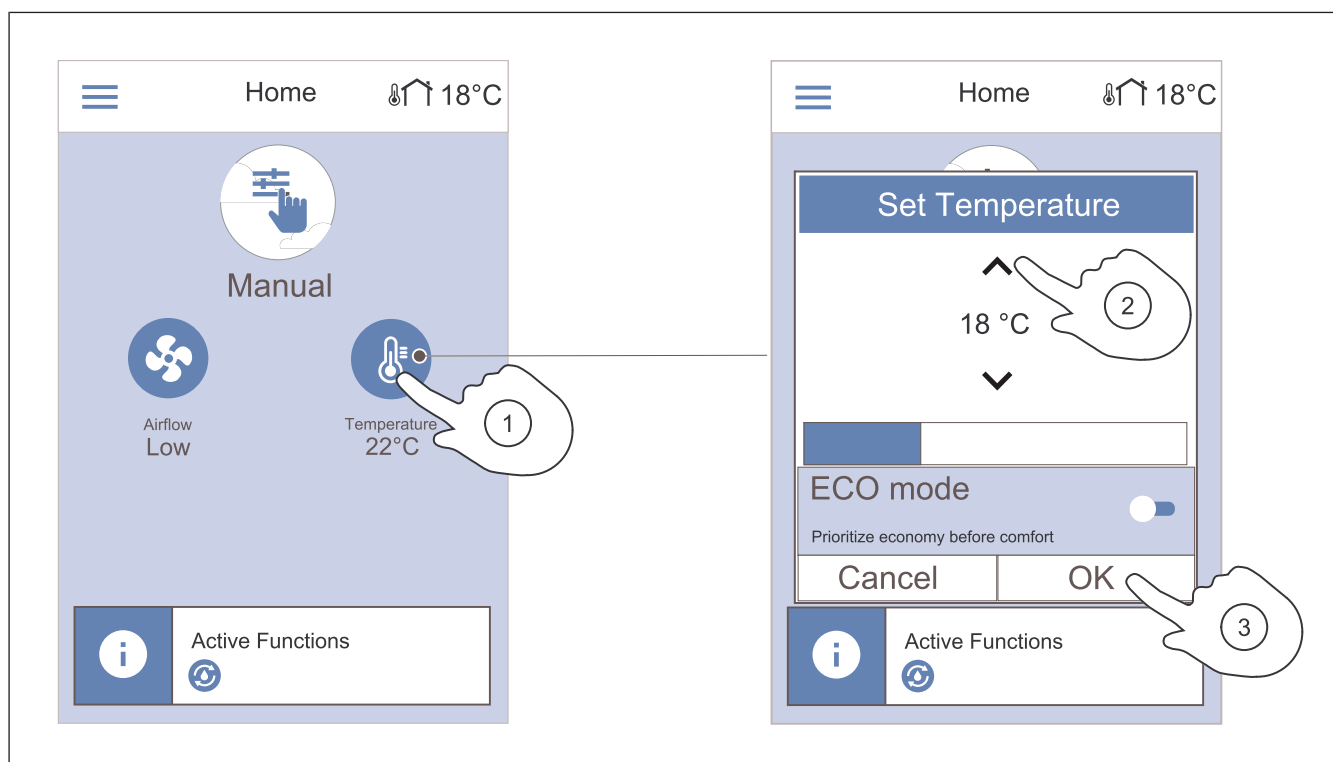 Home 18°C
Manual
Airflow
Low
Temperature
22°C
1
i
Active Functions
Home 18°C
Set Temperature
18 °C
2
ECO mode
Prioritize economy before comfort
Cancel OK
3
i
Active Functions